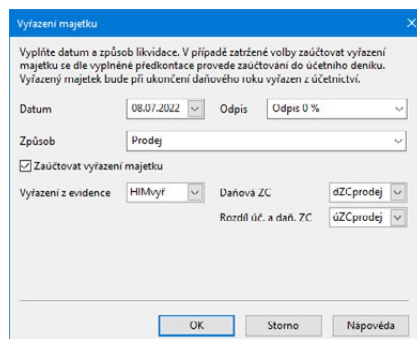 Vyřazení majetku
Vyplňte datum a způsob likvidace. V případě zatržené volby zaúčtovat vyřazení
majetku se dle vyplněné předkontace provede zaúčtování do účetního deníku.
Vyřazený majetek bude při ukončení daňového roku vyřazen z účetnictví.
Datum 08.07.2022 Odpis Odpis 0 %
Způsob Prodej
Zaúčtovat vyřazení majetku
Vyřazení z evidence HIMvyř Daňová ZC dZCprodej
Rozdíl úč. a daň. ZC úZCprodej
OK Storno Nápověda